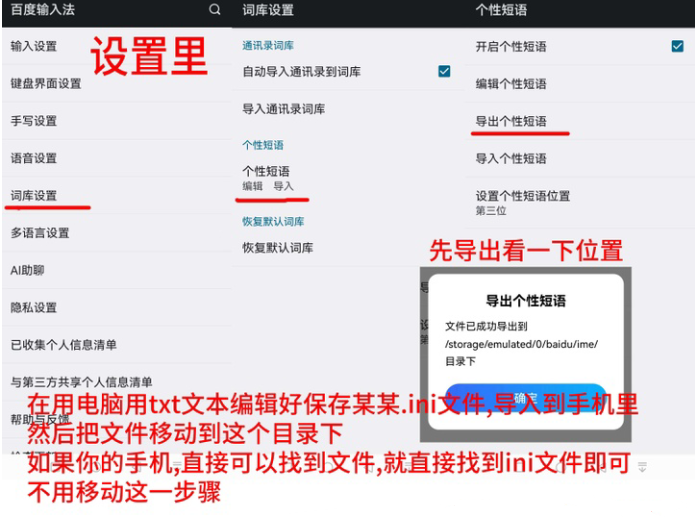 百度输入法
输入设置
键盘界面设置
手写设置
语音设置
词库设置
多语言设置
AI助聊
隐私设置
已收集个人信息清单
与第三方共享个人信息清单
帮助与反馈
设置里
词库设置
通讯录词库
自动导入通讯录到词库
导入通讯录词库
个性短语
个性短语
编辑 导入
恢复默认词库
恢复默认词库
个性短语
开启个性短语
编辑个性短语
导出个性短语
导入个性短语
设置个性短语位置
第三位
先导出看一下位置
导出个性短语
文件已成功导出到
/storage/emulated/0/baidu/ime/
目录下
确定
在用电脑用txt文本编辑好保存某某.ini文件,导入到手机里
然后把文件移动到这个目录下
如果你的手机,直接可以找到文件,就直接找到ini文件即可
不用移动这一步骤